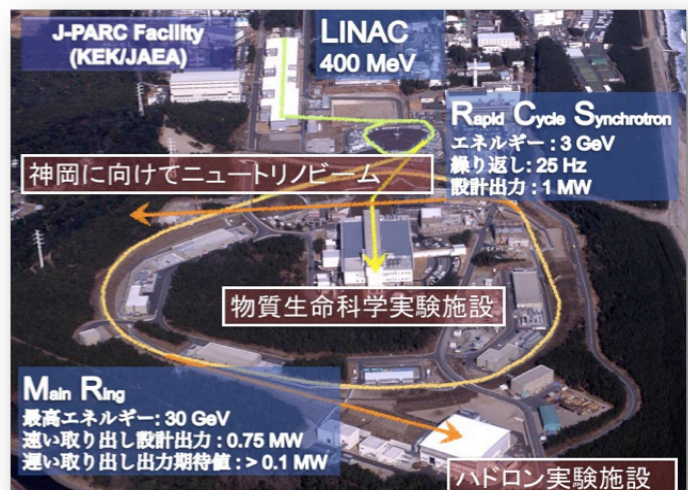 J-PARC Facility
(KEK/JAEA)
LINAC
400 MeV
Rapid Cycle Synchrotron
エネルギー : 3 GeV
繰り返し : 25 Hz
設計出力 : 1 MW
神岡に向けてニュートリノビーム
物質生命科学実験施設
Main Ring
最高エネルギー : 30 GeV
速い取り出し設計出力 : 0.75 MW
遅い取り出し出力期待値 : > 0.1 MW
ハドロン実験施設